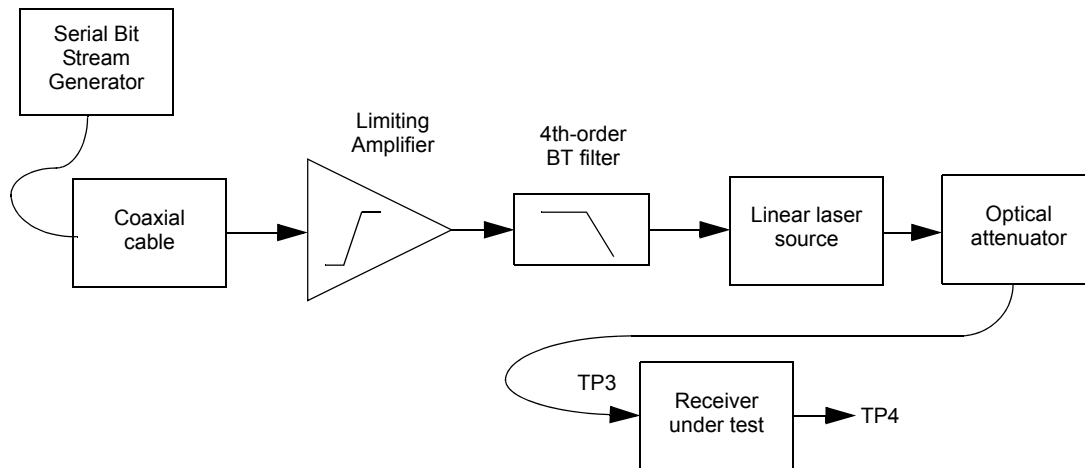 Serial Bit
Stream
Generator
Limiting
Amplifier
4th-order
BT filter
Coaxial
cable
Linear laser
source
Optical
attenuator
TP3
Receiver
under test
TP4